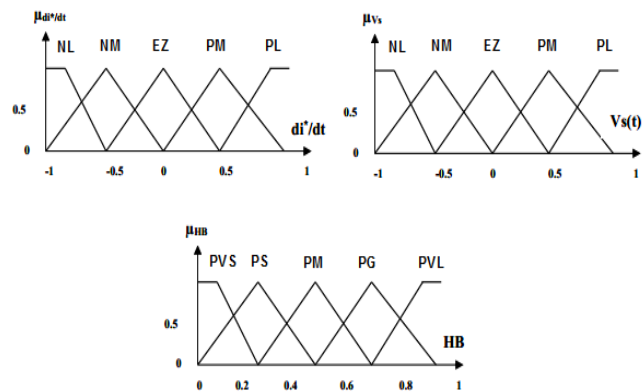 μdi*/dt
NL NM EZ PM PL
0.5
di*/dt
0
-1 -0.5 0 0.5 1
μVs
NL NM EZ PM PL
0.5
Vs(t)
0
-1 -0.5 0 0.5 1
μHB
PVS PS PM PG PVL
0.5
HB
0
0 0.2 0.4 0.6 0.8 1